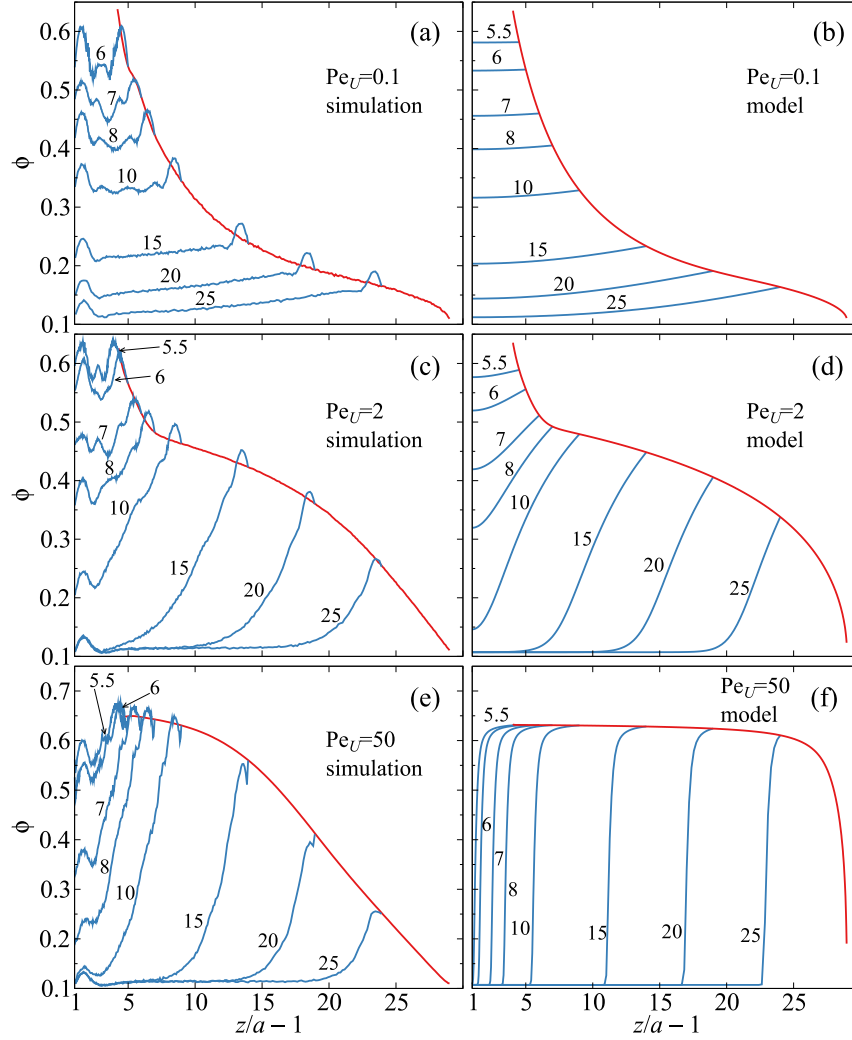 (a)
Pe_U=0.1
simulation
ϕ
0.6
0.5
0.4
0.3
0.2
0.1
6
7
8
10
15
20
25
(b)
Pe_U=0.1
model
5.5
6
7
8
10
15
20
25
(c)
Pe_U=2
simulation
ϕ
0.6
0.5
0.4
0.3
0.2
0.1
5.5
6
7
8
10
15
20
25
(d)
Pe_U=2
model
5.5
6
7
8
10
15
20
25
(e)
Pe_U=50
simulation
ϕ
0.7
0.6
0.5
0.4
0.3
0.2
0.1
5.5
6
7
8
10
15
20
25
1 5 10 15 20 25
z/a − 1
Pe_U=50
(f)
model
5.5
6
7
8
10
15
20
25
1 5 10 15 20 25
z/a − 1